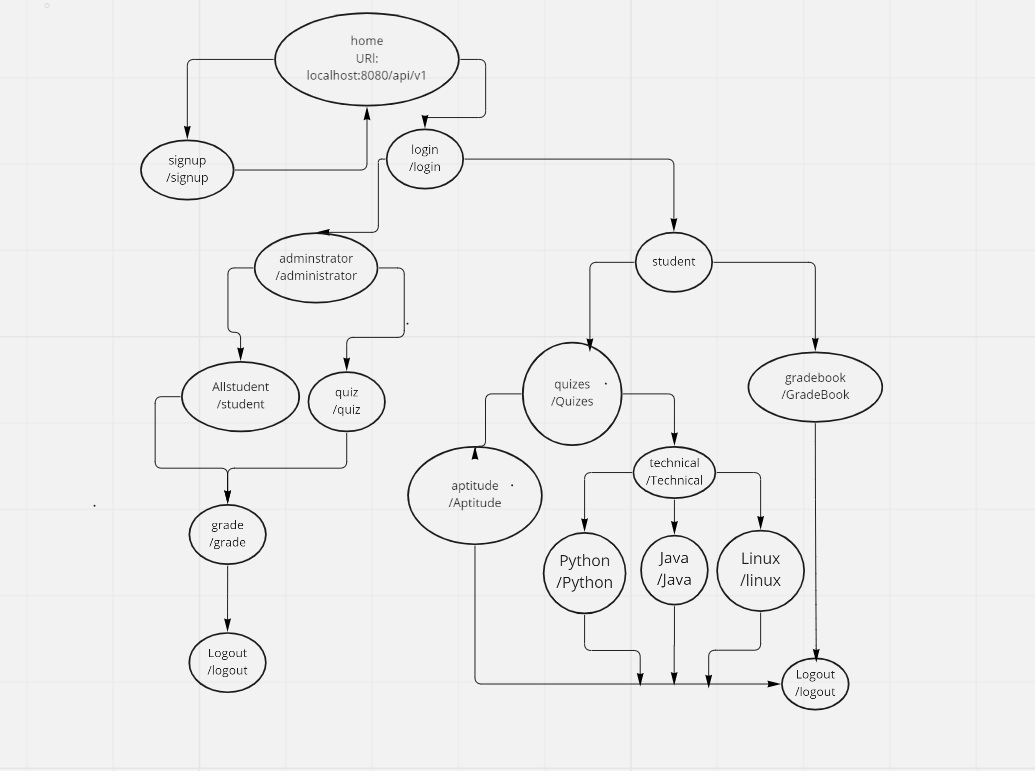 home
URl:
localhost:8080/api/v1
signup
/signup
login
/login
adminstrator
/administrator
student
Allstudent
/student
quiz
/quiz
quizes
/Quizes
gradebook
/GradeBook
technical
/Technical
aptitude
/Aptitude
grade
/grade
Python
/Python
Java
/Java
Linux
/linux
Logout
/logout
Logout
/logout